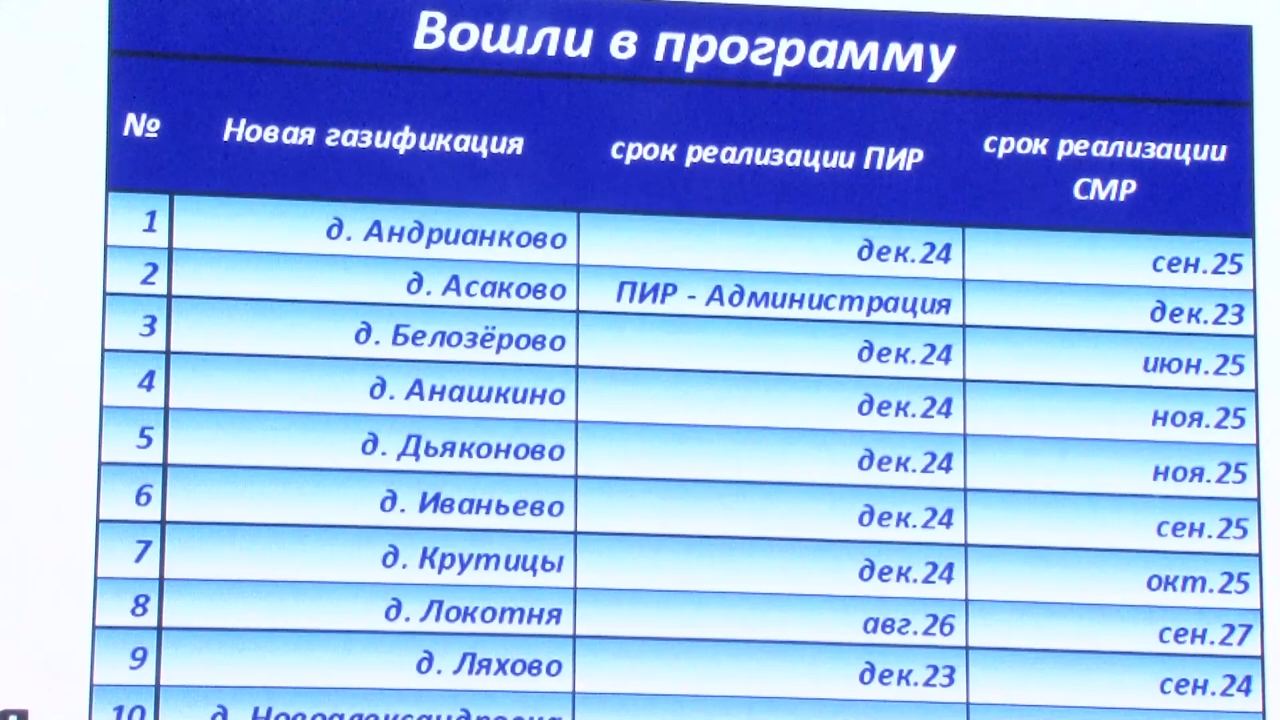 Вошли в программу
№ Новая газификация срок реализации ПИР срок реализации СМР
1 д. Андрианково дек.24 сен.25
2 д. Асаково ПИР - Администрация дек.23
3 д. Белозёрово дек.24 июн.25
4 д. Анашкино дек.24 ноя.25
5 д. Дьяконово дек.24 ноя.25
6 д. Иваньево дек.24 сен.25
7 д. Крутицы дек.24 окт.25
8 д. Локотня авг.26 сен.27
9 д. Ляхово дек.23 сен.24
10 д.